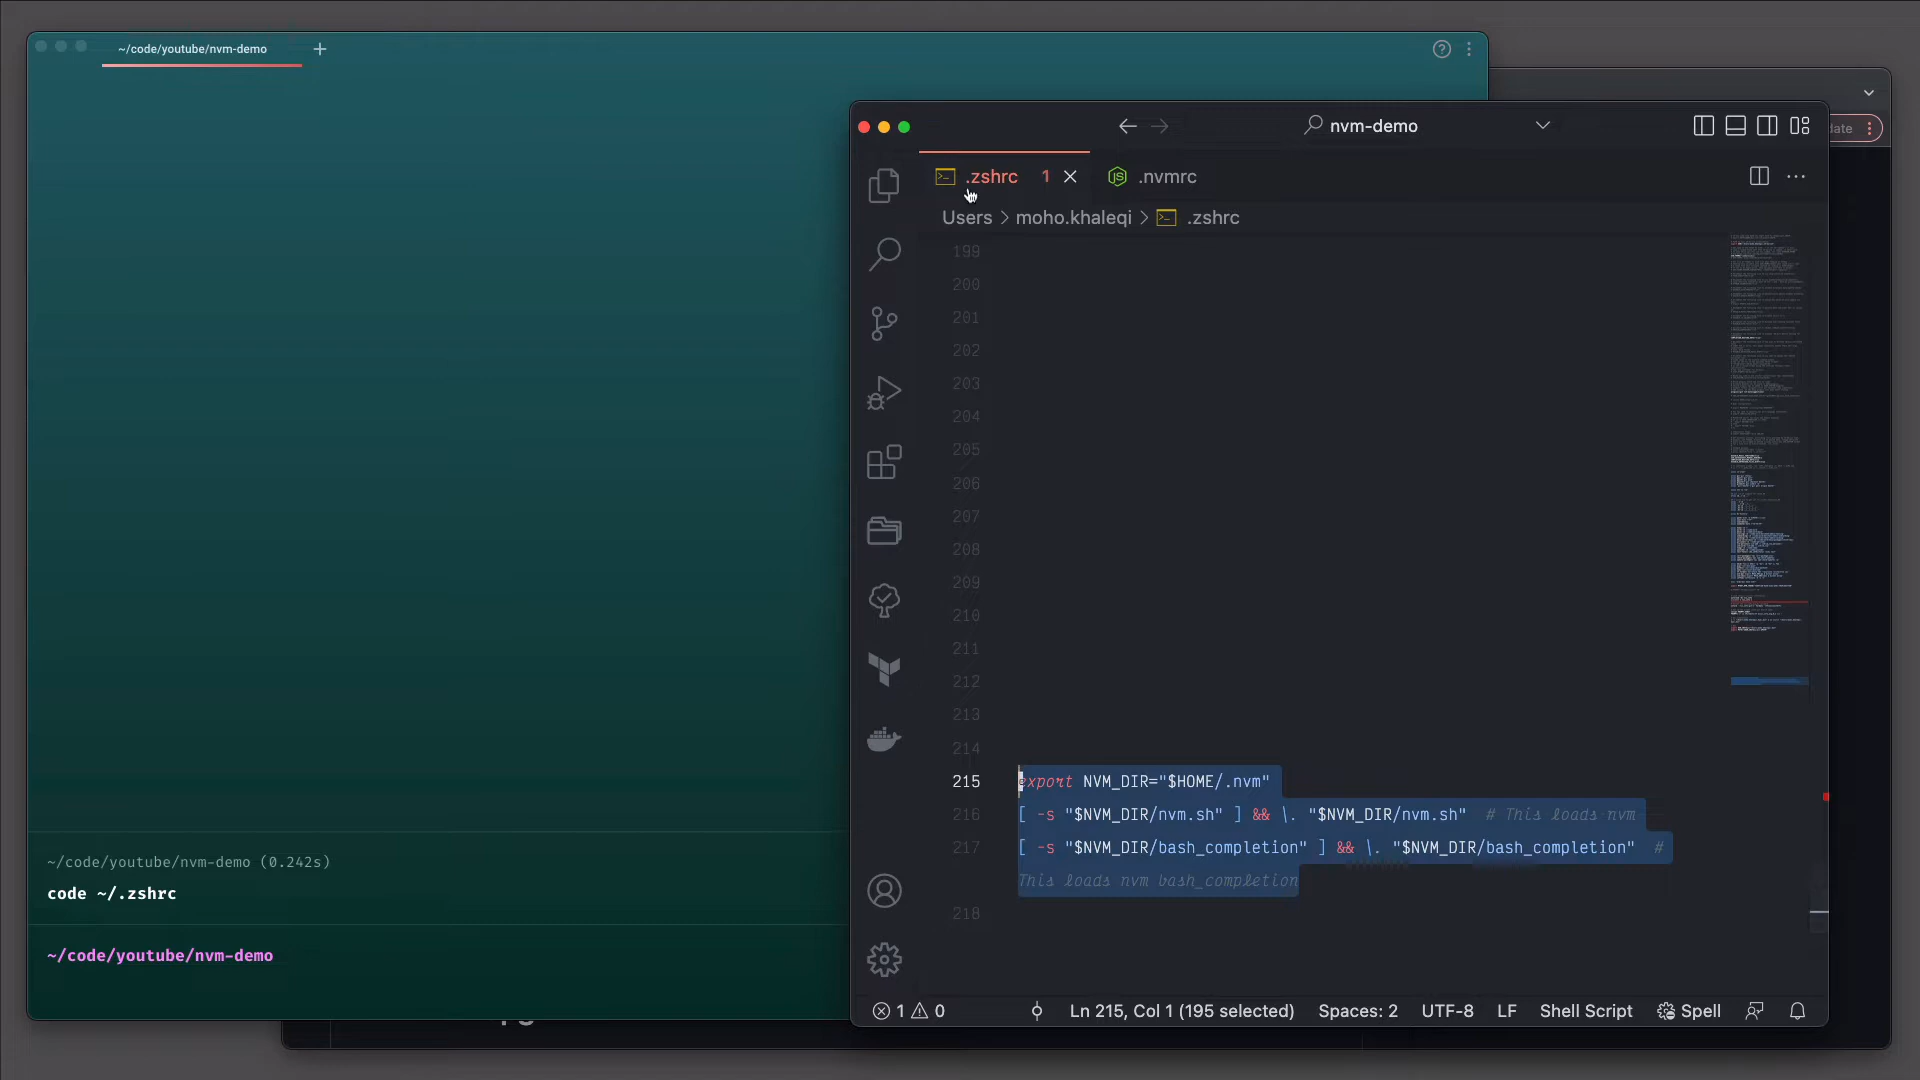 ~/code/youtube/nvm-demo
~/code/youtube/nvm-demo (0.242s)
code ~/.zshrc
~/code/youtube/nvm-demo
date
nvm-demo
.zshrc 1
.nvmrc
Users > moho.khaleqi > .zshrc
199
200
201
202
203
204
205
206
207
208
209
210
211
212
213
214
215 export NVM_DIR="$HOME/.nvm"
216 [ -s "$NVM_DIR/nvm.sh" ] && \. "$NVM_DIR/nvm.sh"  # This loads nvm
217 [ -s "$NVM_DIR/bash_completion" ] && \. "$NVM_DIR/bash_completion"  #
This loads nvm bash_completion
218
1 0 Ln 215, Col 1 (195 selected) Spaces: 2 UTF-8 LF Shell Script Spell